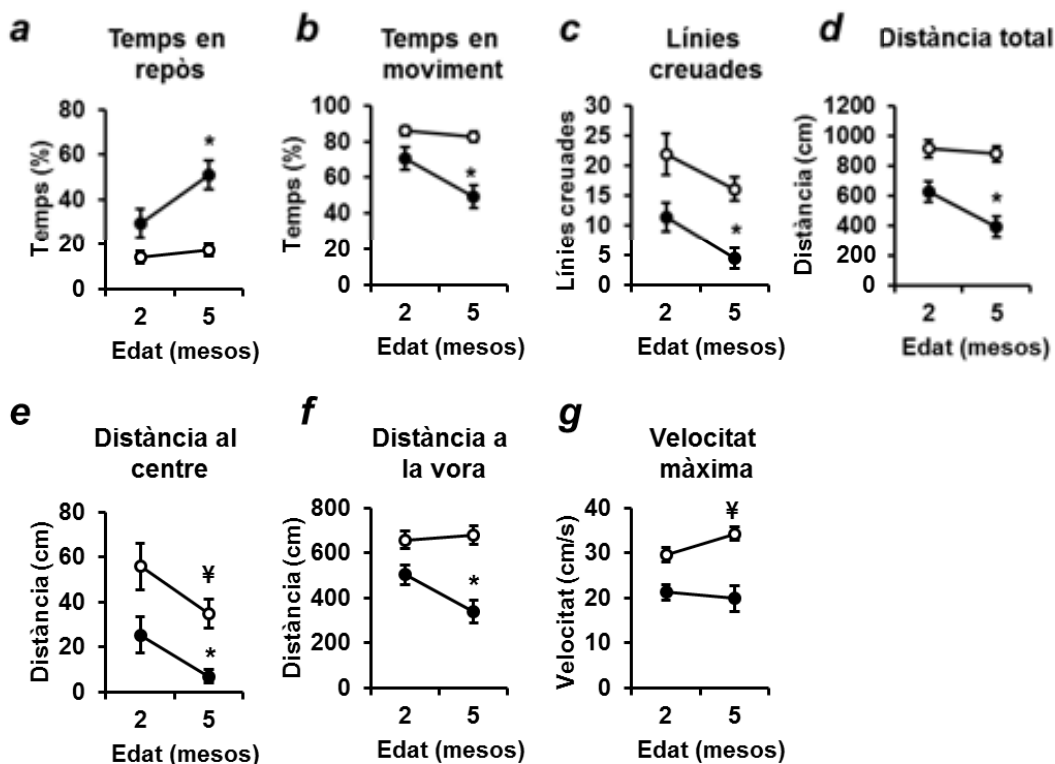 a
Temps en
repòs
80
60
40
20
0
Temps (%)
*
2 5
Edat (mesos)
b
Temps en
moviment
100
80
60
40
20
0
Temps (%)
*
2 5
Edat (mesos)
c
Línies
creuades
30
25
20
15
10
5
0
Línies creuades
*
2 5
Edat (mesos)
d
Distància total
1200
1000
800
600
400
200
0
Distància (cm)
*
2 5
Edat (mesos)
e
Distància al
centre
80
60
40
20
0
Distància (cm)
¥
*
2 5
Edat (mesos)
f
Distància a
la vora
800
600
400
200
0
Distància (cm)
*
2 5
Edat (mesos)
g
Velocitat
màxima
40
30
20
10
0
Velocitat (cm/s)
¥
2 5
Edat (mesos)